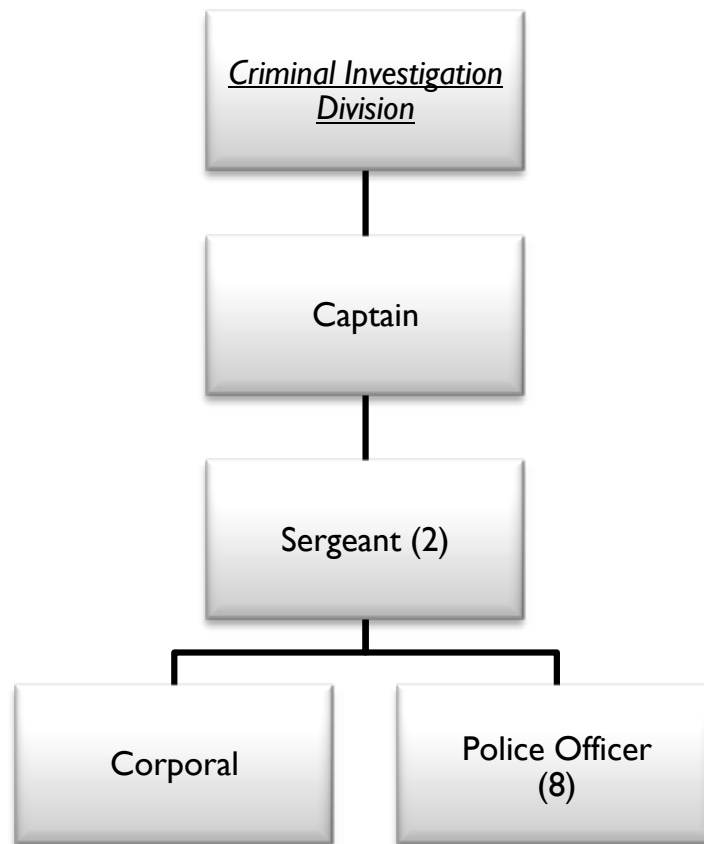 Criminal Investigation
Division
Captain
Sergeant (2)
Corporal
Police Officer
(8)